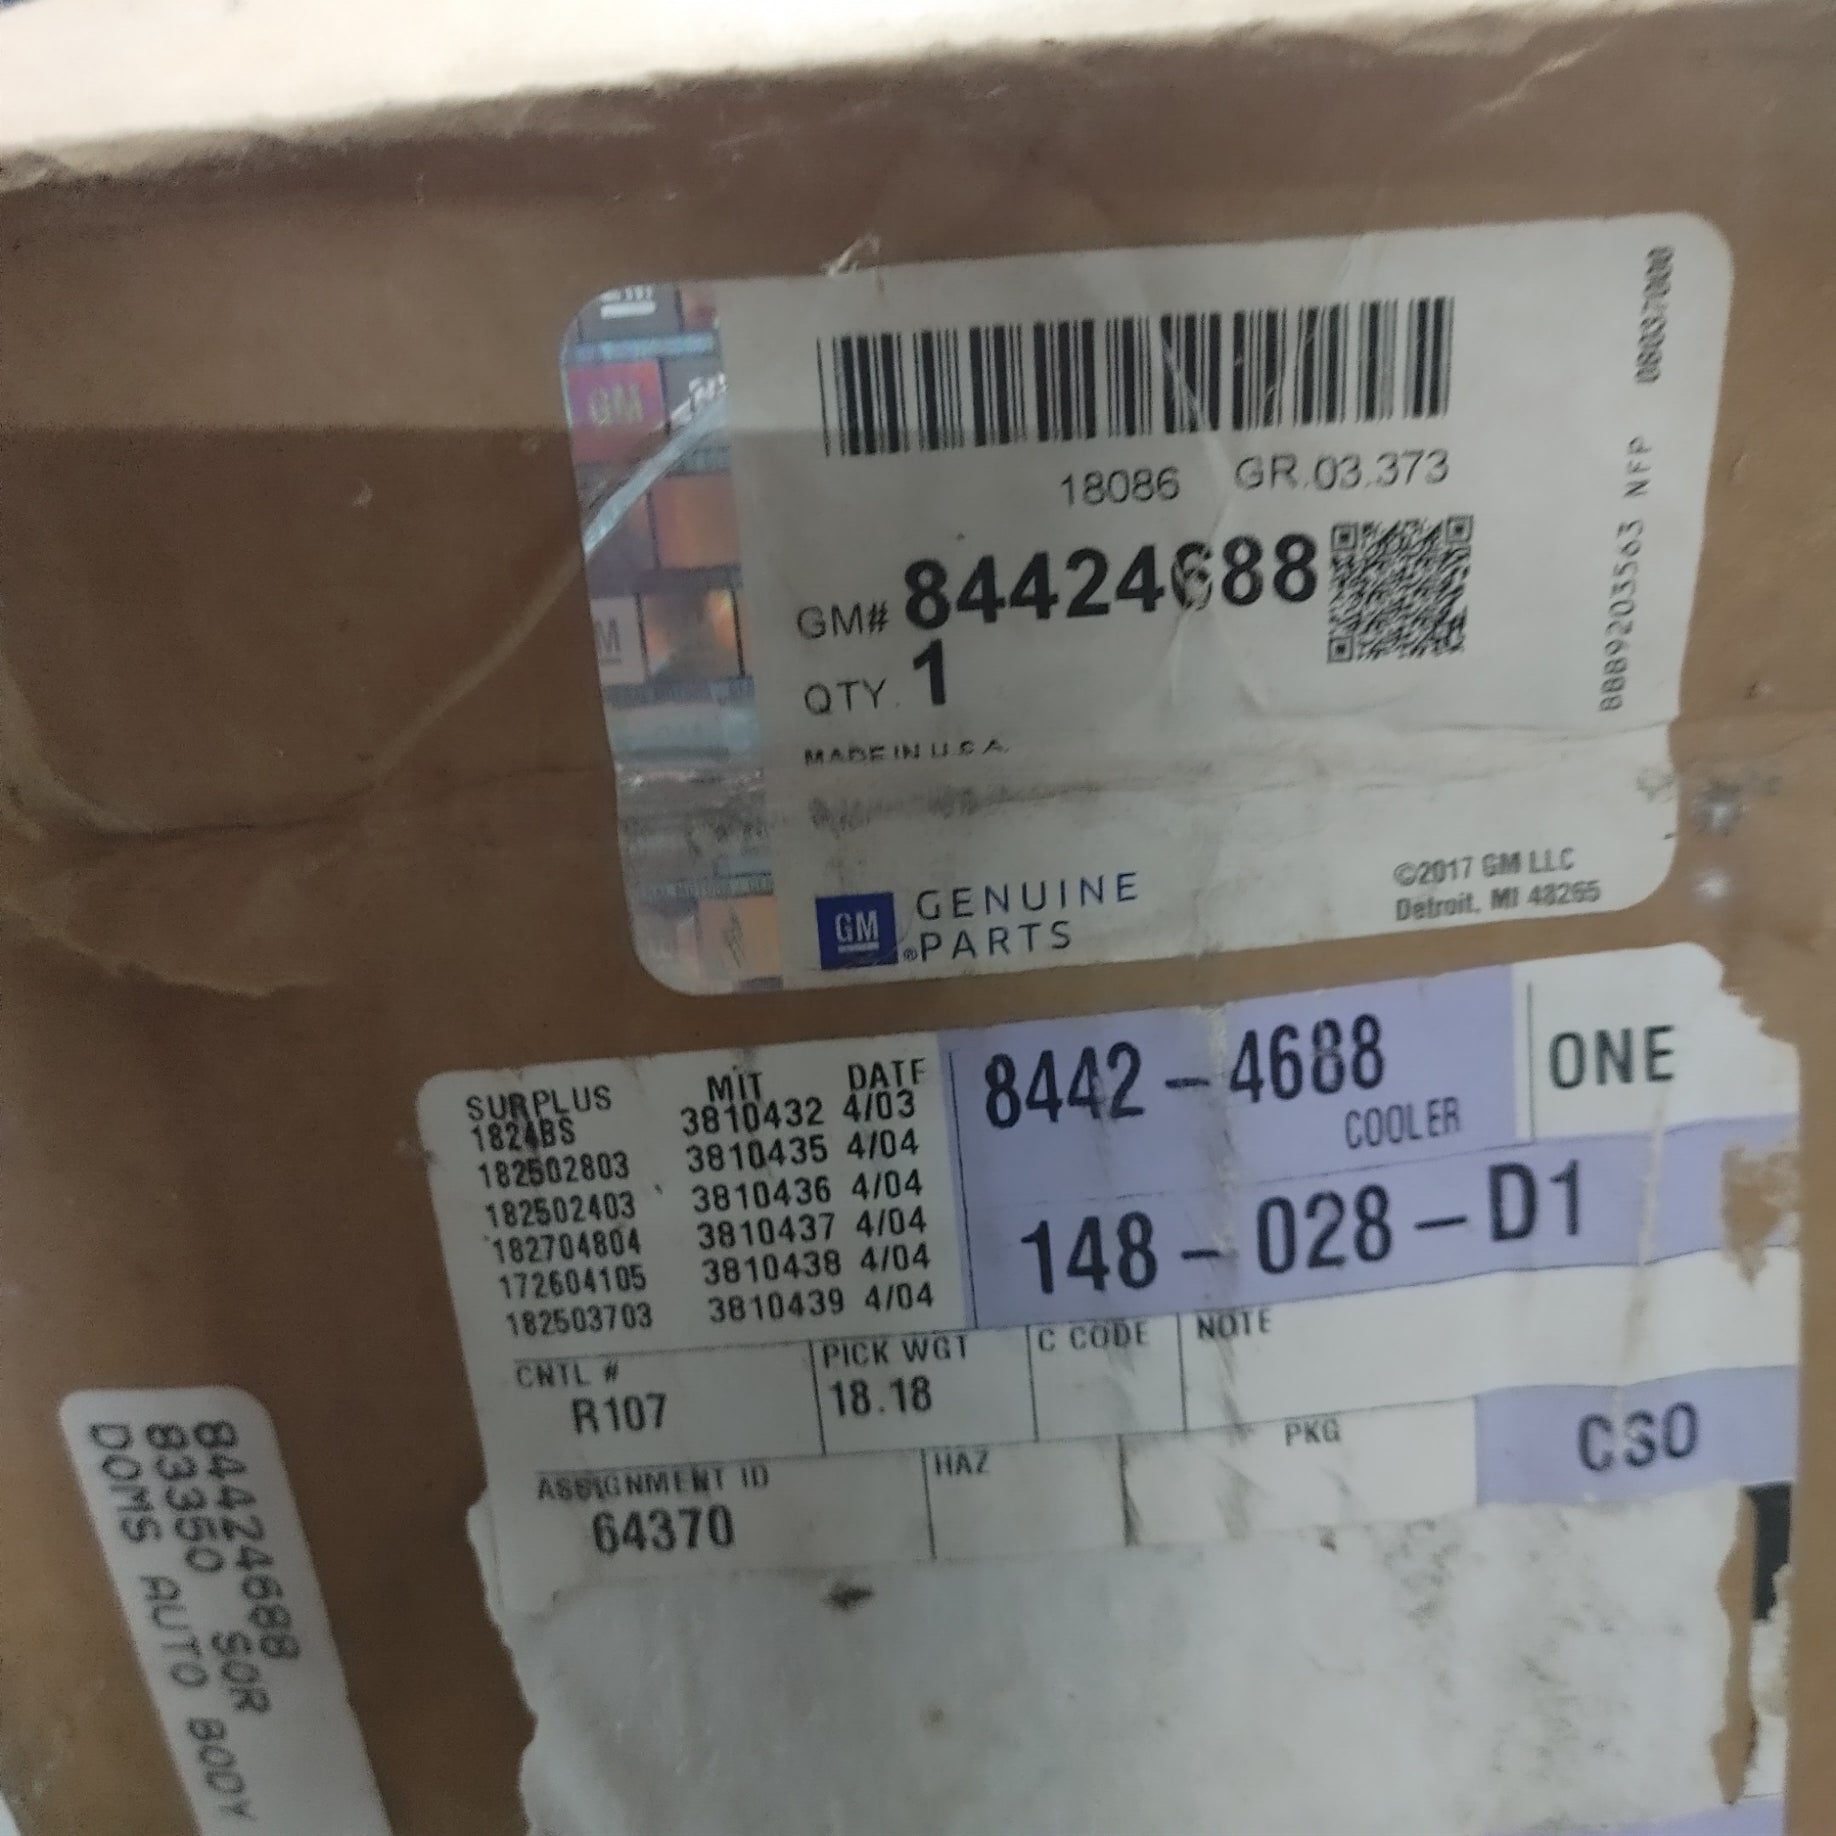 18086 GR.03.373
GM# 84424688
QTY. 1
MADE IN U.S.A.
GM GENUINE
PARTS
©2017 GM LLC
Detroit, MI 48265
NFP
GM
SURPLUS MIT DATE
1824BS 3810432 4/03
182502803 3810435 4/04
182502403 3810436 4/04
182704804 3810437 4/04
172604105 3810438 4/04
182503703 3810439 4/04
8442-4688 ONE
COOLER
148-028-D1
CNTL # PICK WGT C CODE NOTE
R107 18.18
ASSIGNMENT ID HAZ PKG CSO
64370
84424688
83350 SOR
DOMS AUTO BODY